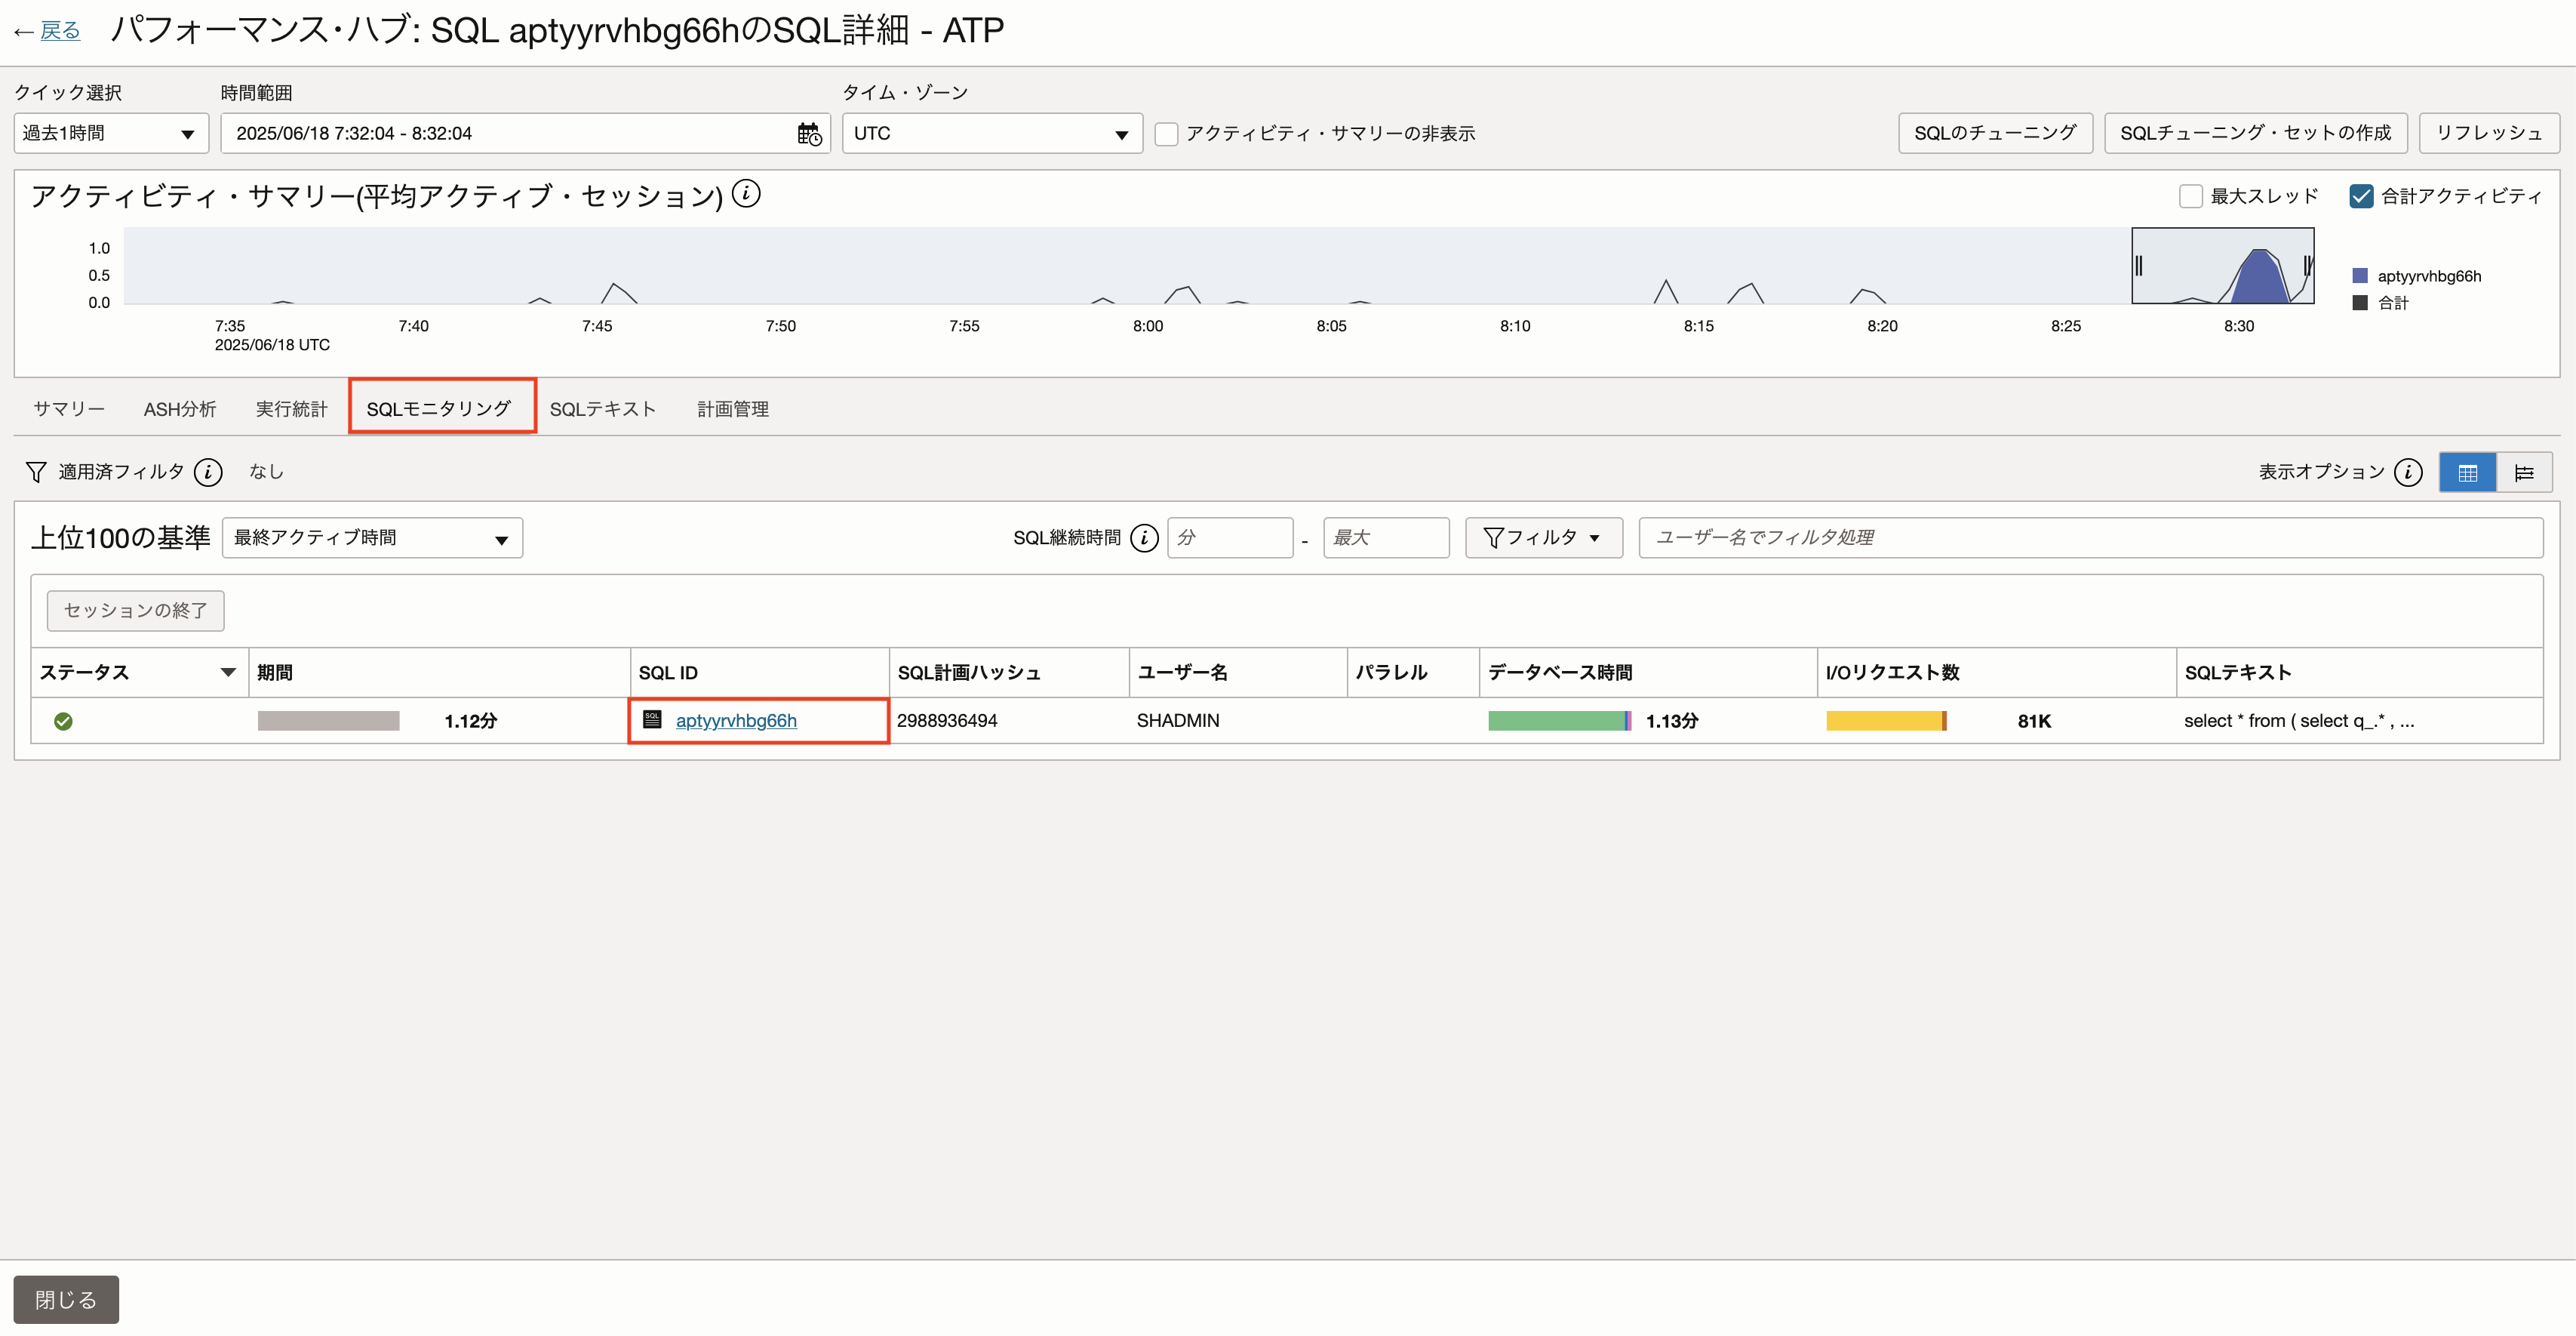 ← 戻る パフォーマンス・ハブ: SQL aptyyrvhbg66hのSQL詳細 - ATP
クイック選択 時間範囲 タイム・ゾーン
過去1時間 2025/06/18 7:32:04 - 8:32:04 UTC アクティビティ・サマリーの非表示 SQLのチューニング SQLチューニング・セットの作成 リフレッシュ
アクティビティ・サマリー(平均アクティブ・セッション) i 最大スレッド 合計アクティビティ
1.0
0.5
0.0
aptyyrvhbg66h
合計
7:35 7:40 7:45 7:50 7:55 8:00 8:05 8:10 8:15 8:20 8:25 8:30
2025/06/18 UTC
サマリー ASH分析 実行統計 SQLモニタリング SQLテキスト 計画管理
適用済フィルタ i なし 表示オプション i
上位100の基準 最終アクティブ時間 SQL継続時間 i 分 - 最大 フィルタ ユーザー名でフィルタ処理
セッションの終了
ステータス 期間 SQL ID SQL計画ハッシュ ユーザー名 パラレル データベース時間 I/Oリクエスト数 SQLテキスト
1.12分 SQL aptyyrvhbg66h 2988936494 SHADMIN 1.13分 81K select * from ( select q_.* , ...
閉じる